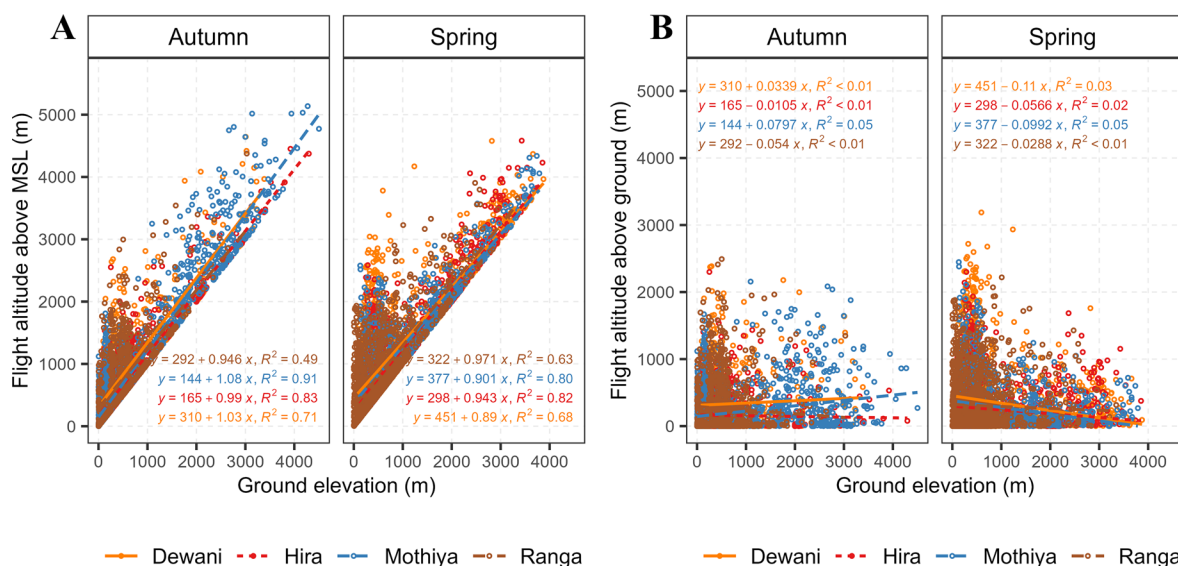 A
Autumn
Spring
Flight altitude above MSL (m)
5000
4000
3000
2000
1000
0
y = 292 + 0.946 x, R² = 0.49
y = 144 + 1.08 x, R² = 0.91
y = 165 + 0.99 x, R² = 0.83
y = 310 + 1.03 x, R² = 0.71
y = 322 + 0.971 x, R² = 0.63
y = 377 + 0.901 x, R² = 0.80
y = 298 + 0.943 x, R² = 0.82
y = 451 + 0.89 x, R² = 0.68
0 1000 2000 3000 4000
0 1000 2000 3000 4000
Ground elevation (m)
Dewani Hira Mothiya Ranga
B
Autumn
Spring
Flight altitude above ground (m)
5000
4000
3000
2000
1000
0
y = 310 + 0.0339 x, R² < 0.01
y = 165 − 0.0105 x, R² < 0.01
y = 144 + 0.0797 x, R² = 0.05
y = 292 − 0.054 x, R² < 0.01
y = 451 − 0.11 x, R² = 0.03
y = 298 − 0.0566 x, R² = 0.02
y = 377 − 0.0992 x, R² = 0.05
y = 322 − 0.0288 x, R² < 0.01
0 1000 2000 3000 4000
0 1000 2000 3000 4000
Ground elevation (m)
Dewani Hira Mothiya Ranga